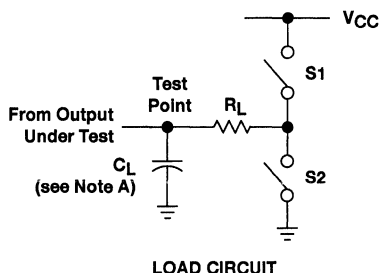 VCC
S1
Test
Point
RL
From Output
Under Test
CL
(see Note A)
S2
LOAD CIRCUIT